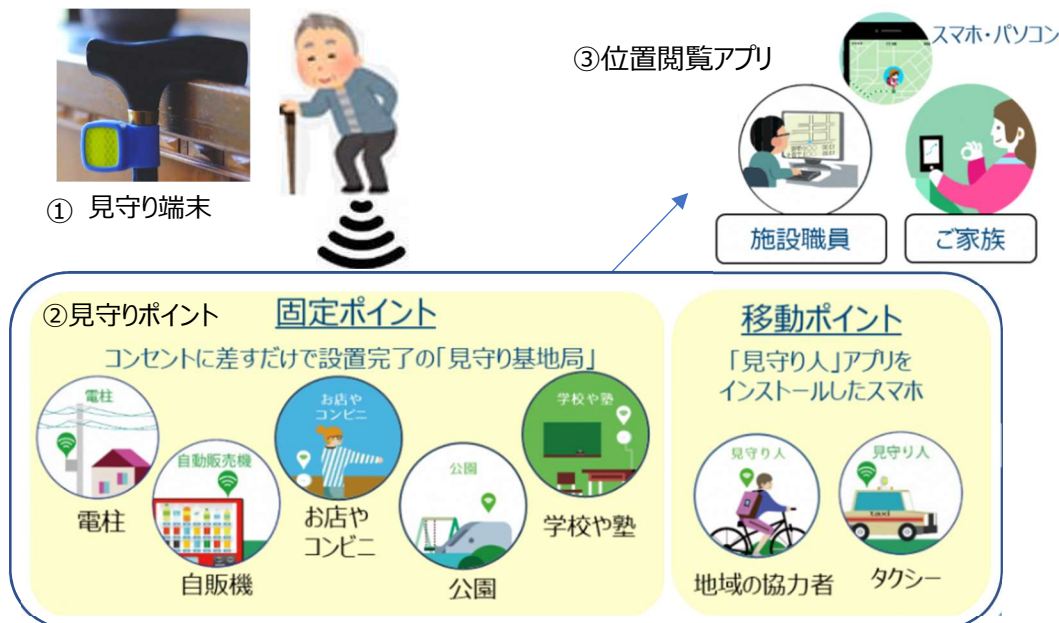 ① 見守り端末
③位置閲覧アプリ
スマホ・パソコン
施設職員
ご家族
②見守りポイント
固定ポイント
コンセントに差すだけで設置完了の「見守り基地局」
電柱
電柱
自動販売機
自販機
お店や
コンビニ
お店や
コンビニ
公園
公園
学校や塾
学校や塾
移動ポイント
「見守り人」アプリを
インストールしたスマホ
見守り人
地域の協力者
見守り人
taxi
タクシー